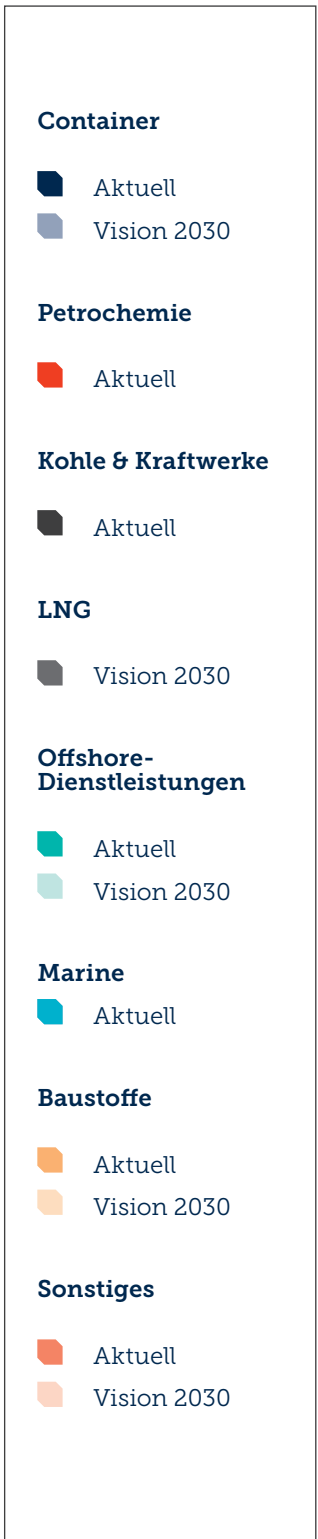 Container
Aktuell
Vision 2030
Petrochemie
Aktuell
Kohle & Kraftwerke
Aktuell
LNG
Vision 2030
Offshore-
Dienstleistungen
Aktuell
Vision 2030
Marine
Aktuell
Baustoffe
Aktuell
Vision 2030
Sonstiges
Aktuell
Vision 2030